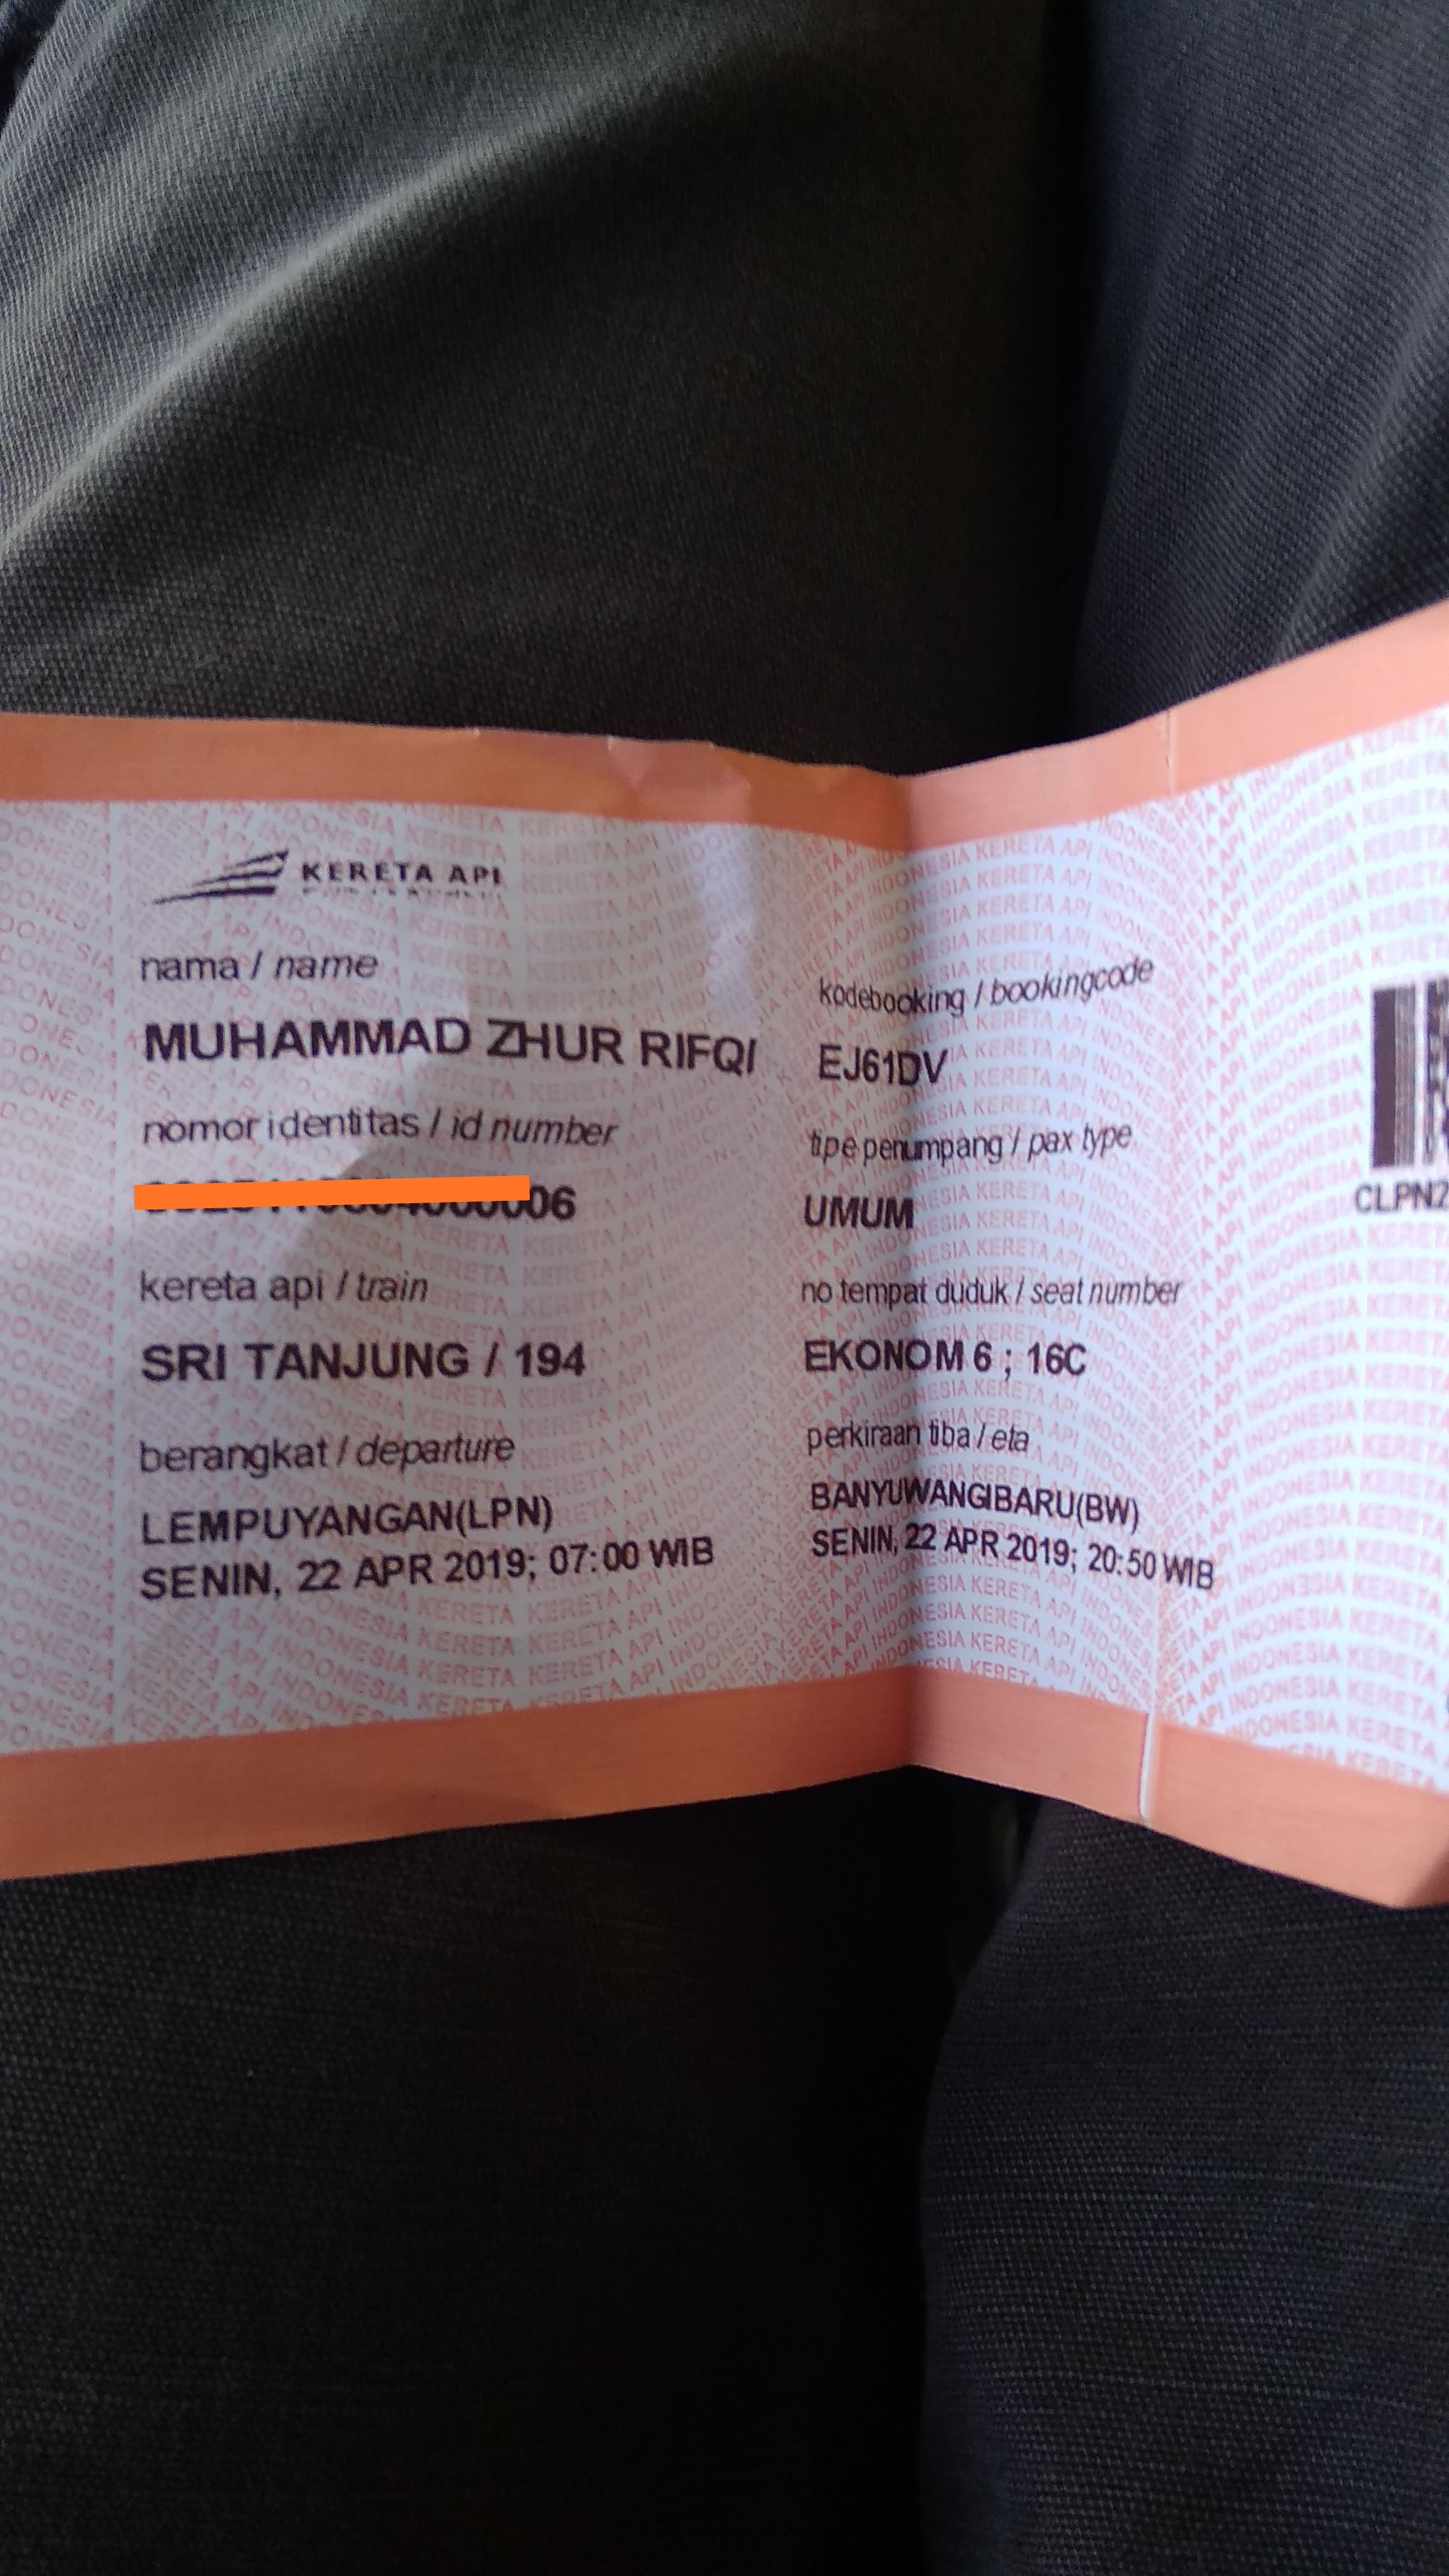 KERETA API
nama / name
MUHAMMAD ZHUR RIFQI
nomor identitas / id number
06
kereta api / train
SRI TANJUNG / 194
berangkat / departure
LEMPUYANGAN(LPN)
SENIN, 22 APR 2019; 07:00 WIB
kodebooking / bookingcode
EJ61DV
tipe penumpang / pax type
UMUM
no tempat duduk / seat number
EKONOM 6 ; 16C
perkiraan tiba / eta
BANYUWANGIBARU(BW)
SENIN, 22 APR 2019; 20:50 WIB
CLPN2